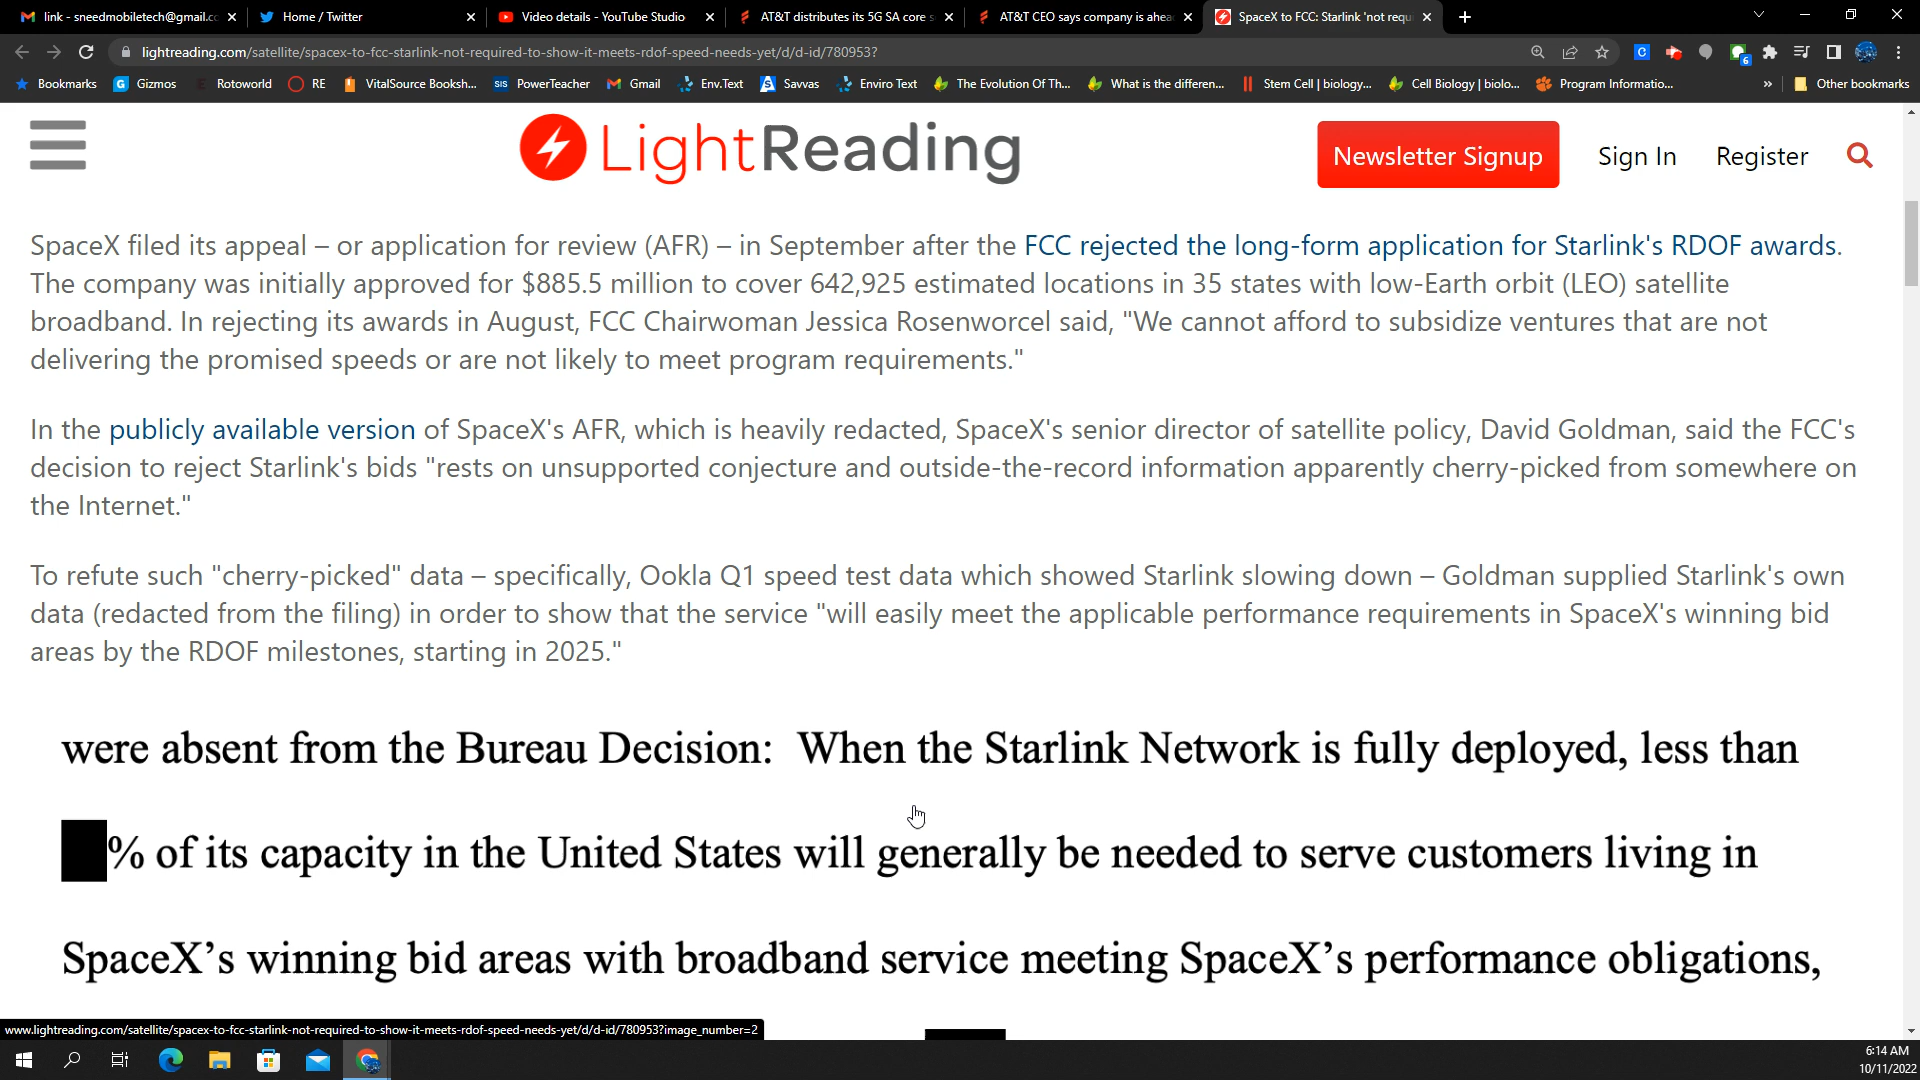 link - sneedmobiletech@gmail.cc
Home / Twitter
Video details - YouTube Studio
AT&T distributes its 5G SA core s
AT&T CEO says company is ahea
SpaceX to FCC: Starlink 'not requ
lightreading.com/satellite/spacex-to-fcc-starlink-not-required-to-show-it-meets-rdof-speed-needs-yet/d/d-id/780953?
6
Bookmarks
Gizmos
Rotoworld
RE
VitalSource Booksh...
SIS PowerTeacher
Gmail
Env.Text
Savvas
Enviro Text
The Evolution Of Th...
What is the differen...
Stem Cell | biology...
Cell Biology | biolo...
Program Informatio...
»
Other bookmarks
LightReading
Newsletter Signup
Sign In
Register
SpaceX filed its appeal – or application for review (AFR) – in September after the FCC rejected the long-form application for Starlink's RDOF awards.
The company was initially approved for $885.5 million to cover 642,925 estimated locations in 35 states with low-Earth orbit (LEO) satellite
broadband. In rejecting its awards in August, FCC Chairwoman Jessica Rosenworcel said, "We cannot afford to subsidize ventures that are not
delivering the promised speeds or are not likely to meet program requirements."
In the publicly available version of SpaceX's AFR, which is heavily redacted, SpaceX's senior director of satellite policy, David Goldman, said the FCC's
decision to reject Starlink's bids "rests on unsupported conjecture and outside-the-record information apparently cherry-picked from somewhere on
the Internet."
To refute such "cherry-picked" data – specifically, Ookla Q1 speed test data which showed Starlink slowing down – Goldman supplied Starlink's own
data (redacted from the filing) in order to show that the service "will easily meet the applicable performance requirements in SpaceX's winning bid
areas by the RDOF milestones, starting in 2025."
were absent from the Bureau Decision: When the Starlink Network is fully deployed, less than
% of its capacity in the United States will generally be needed to serve customers living in
SpaceX's winning bid areas with broadband service meeting SpaceX's performance obligations,
www.lightreading.com/satellite/spacex-to-fcc-starlink-not-required-to-show-it-meets-rdof-speed-needs-yet/d/d-id/780953?image_number=2
6:14 AM
10/11/2022